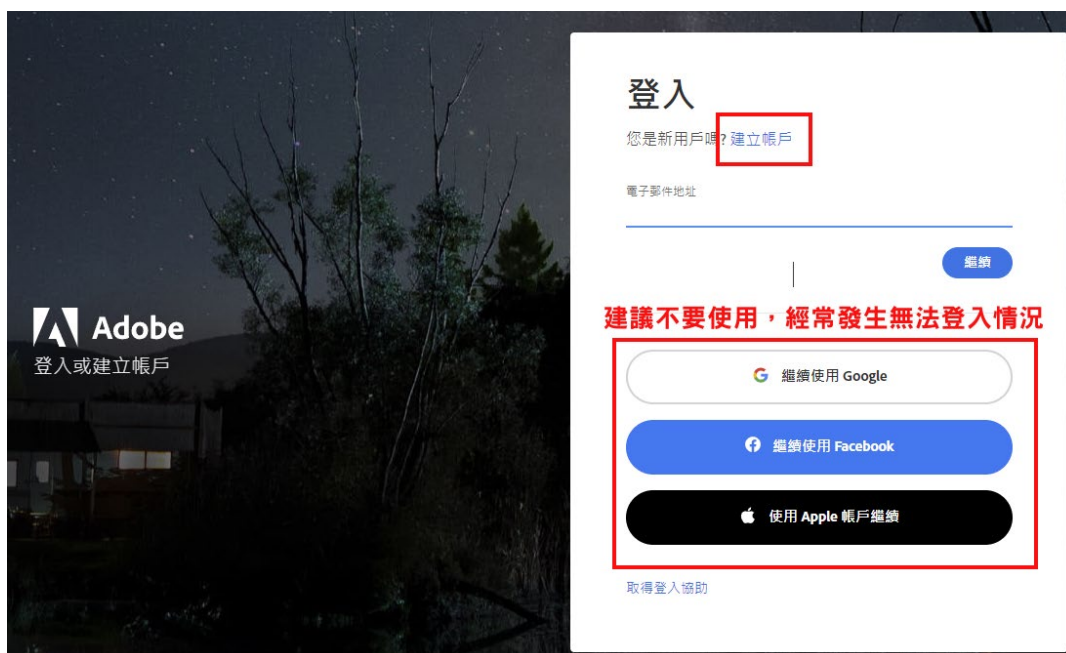 登入
您是新用戶嗎? 建立帳戶
電子郵件地址
繼續
建議不要使用，經常發生無法登入情況
Adobe
登入或建立帳戶
繼續使用 Google
繼續使用 Facebook
使用 Apple 帳戶繼續
取得登入協助